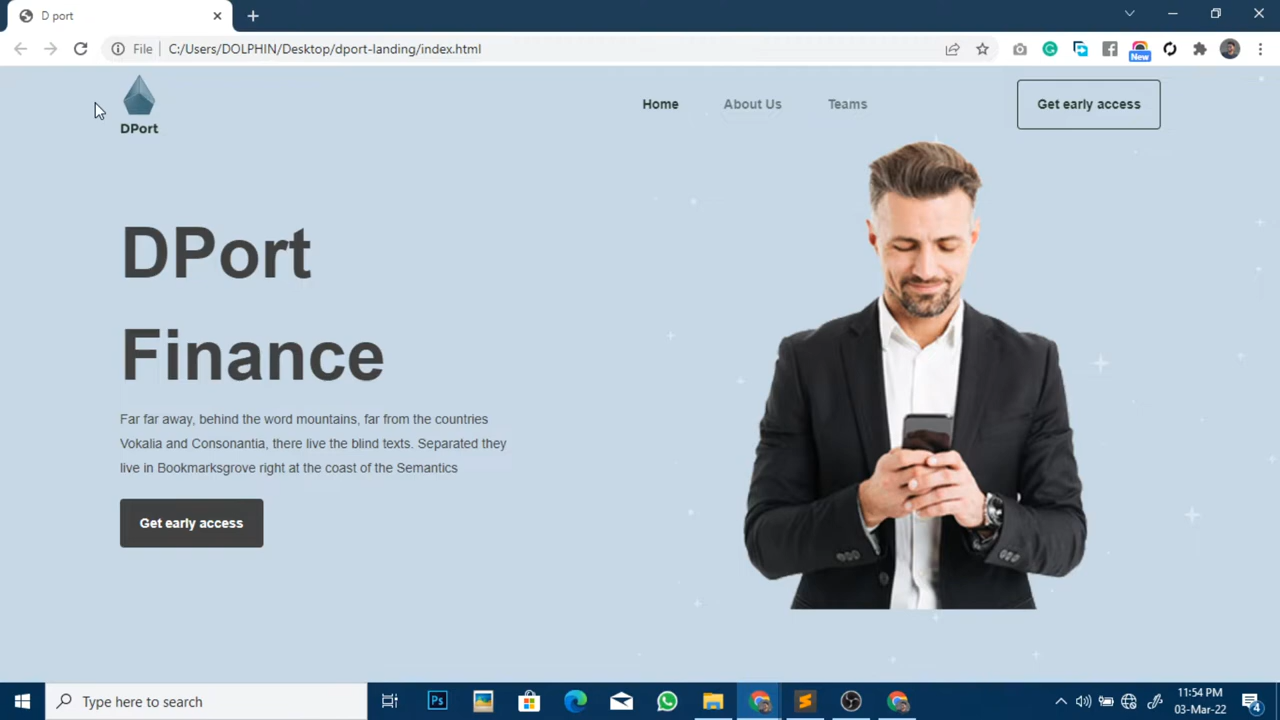 D port
File
C:/Users/DOLPHIN/Desktop/dport-landing/index.html
New
DPort
Home
About Us
Teams
Get early access
DPort
Finance
Far far away, behind the word mountains, far from the countries
Vokalia and Consonantia, there live the blind texts. Separated they
live in Bookmarksgrove right at the coast of the Semantics
Get early access
Type here to search
Ps
11:54 PM
03-Mar-22
4